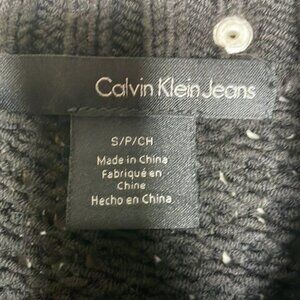 Calvin Klein Jeans
S/P/CH
Made in China
Fabriqué en
Chine
Hecho en China